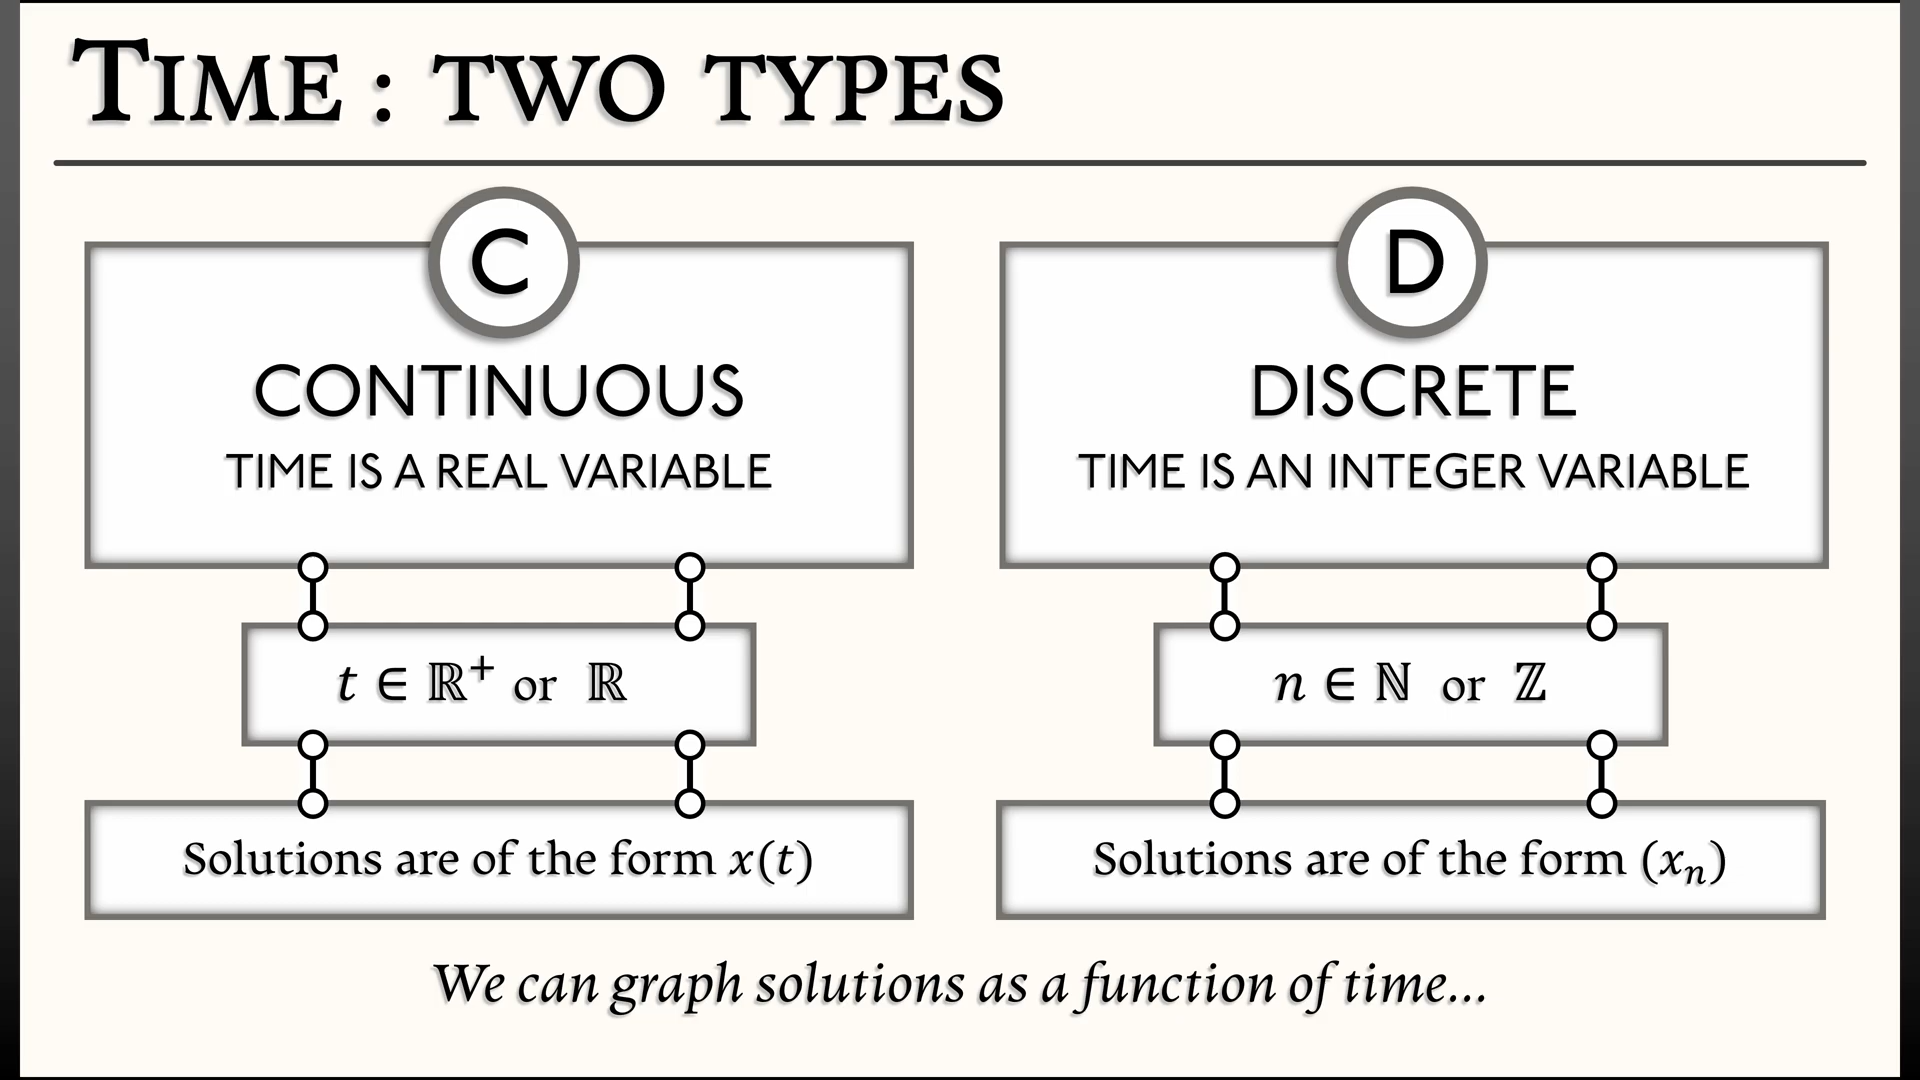 TIME : TWO TYPES
C
CONTINUOUS
TIME IS A REAL VARIABLE
t ∈ ℝ⁺ or ℝ
Solutions are of the form x(t)
D
DISCRETE
TIME IS AN INTEGER VARIABLE
n ∈ ℕ or ℤ
Solutions are of the form (xₙ)
We can graph solutions as a function of time...